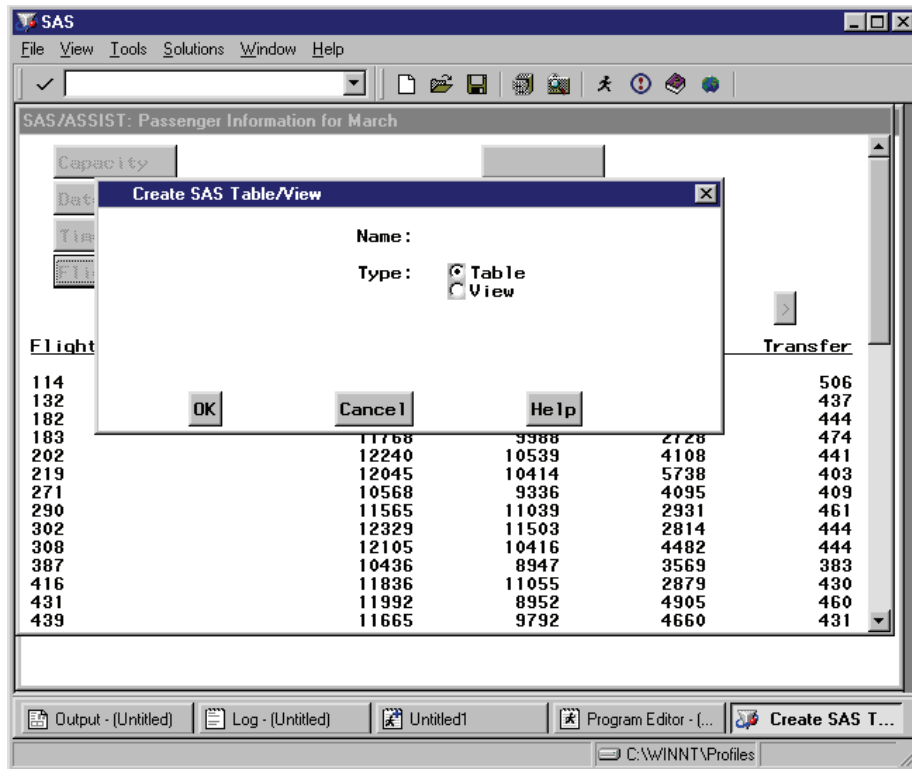 SAS
File View Tools Solutions Window Help
SAS/ASSIST: Passenger Information for March
Capacity
Create SAS Table/View
Name:
Type: Table
View
OK Cancel Help
Flight Transfer
114 506
132 437
182 444
183 11768 9988 2728 474
202 12240 10539 4108 441
219 12045 10414 5738 403
271 10568 9336 4095 409
290 11565 11039 2931 461
302 12329 11503 2814 444
308 12105 10416 4482 444
387 10436 8947 3569 383
416 11836 11055 2879 430
431 11992 8952 4905 460
439 11665 9792 4660 431
Output - (Untitled) Log - (Untitled) Untitled1 Program Editor - (... Create SAS T...
C:\WINNT\Profiles